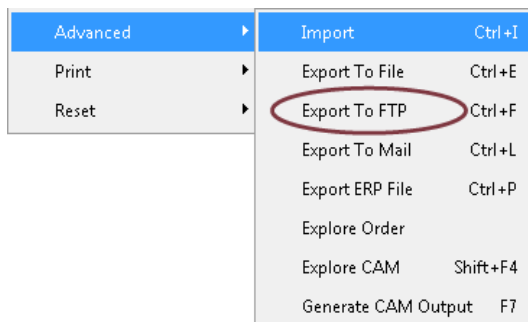 Advanced
Print
Reset
Import Ctrl+I
Export To File Ctrl+E
Export To FTP Ctrl+F
Export To Mail Ctrl+L
Export ERP File Ctrl+P
Explore Order
Explore CAM Shift+F4
Generate CAM Output F7